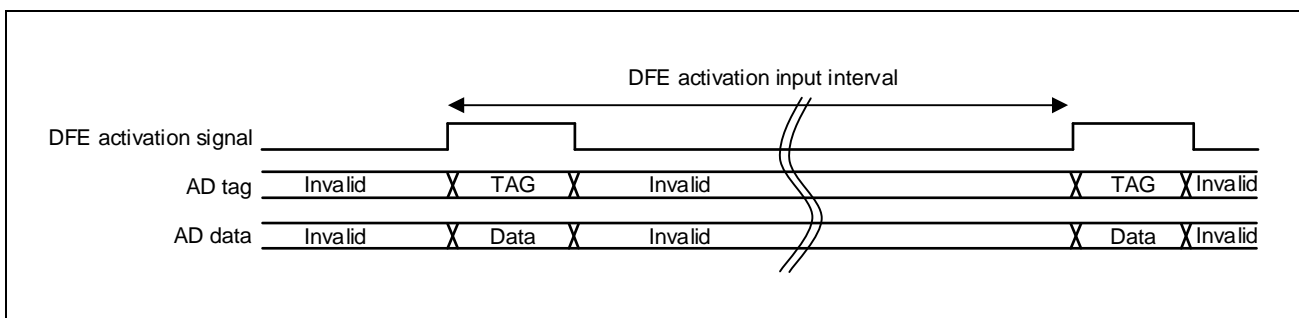 DFE activation input interval
DFE activation signal
AD tag Invalid TAG Invalid TAG Invalid
AD data Invalid Data Invalid Data Invalid